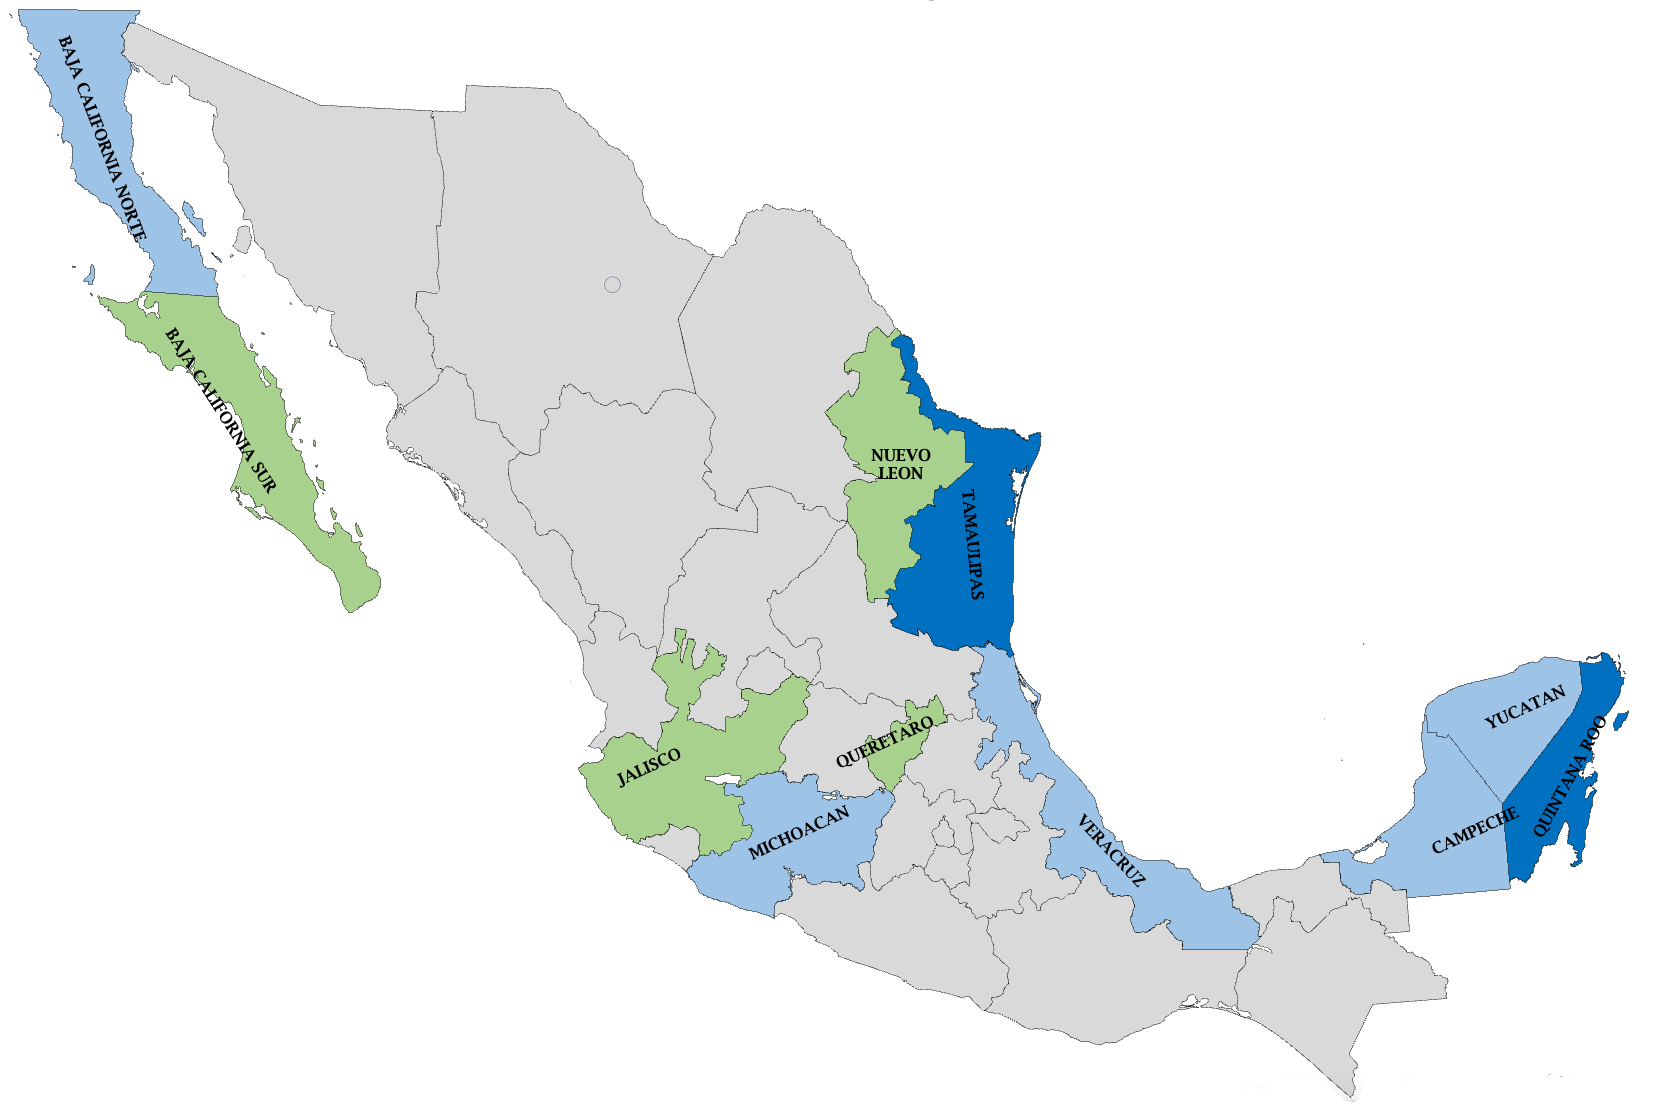 BAJA CALIFORNIA NORTE
BAJA CALIFORNIA SUR
NUEVO
LEON
TAMAULIPAS
JALISCO
QUERETARO
MICHOACAN
VERACRUZ
YUCATAN
CAMPECHE
QUINTANA ROO